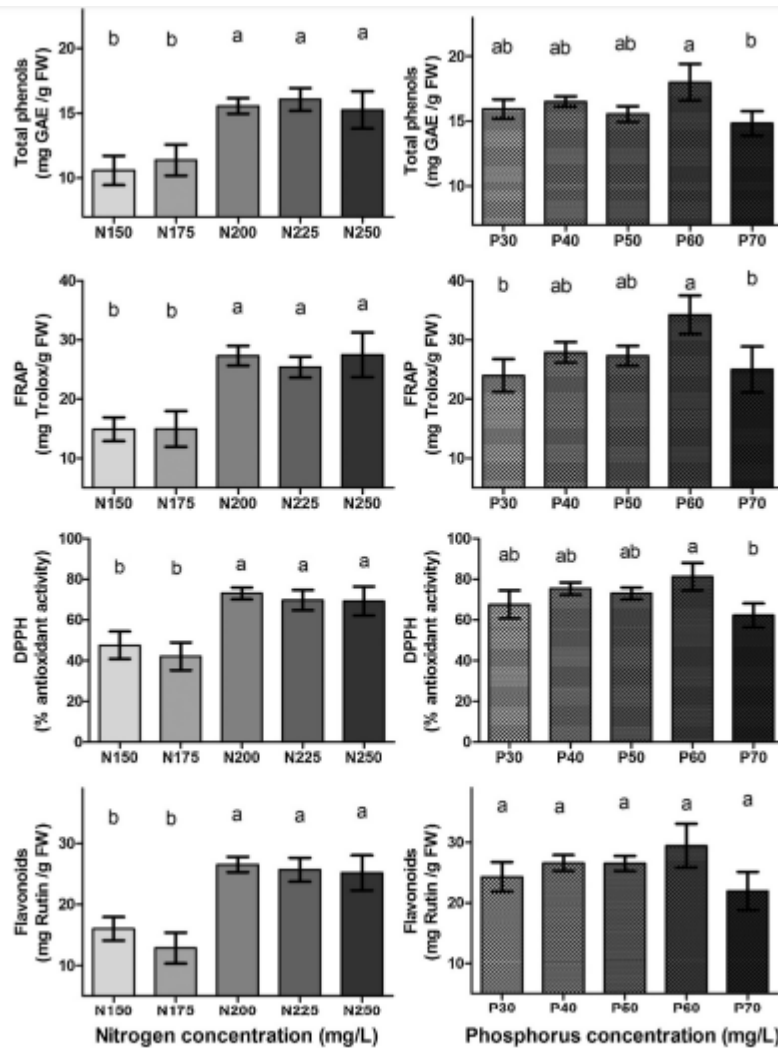 Total phenols
(mg GAE /g FW)
20
15
10
b b a a a
N150 N175 N200 N225 N250
Total phenols
(mg GAE /g FW)
20
15
10
ab ab ab a b
P30 P40 P50 P60 P70
FRAP
(mg Trolox/g FW)
40
30
20
10
b b a a a
N150 N175 N200 N225 N250
FRAP
(mg Trolox/g FW)
40
30
20
10
b ab ab a b
P30 P40 P50 P60 P70
DPPH
(% antioxidant activity)
100
80
60
40
20
0
b b a a a
N150 N175 N200 N225 N250
DPPH
(% antioxidant activity)
100
80
60
40
20
0
ab ab ab a b
P30 P40 P50 P60 P70
Flavonoids
(mg Rutin /g FW)
30
20
10
b b a a a
N150 N175 N200 N225 N250
Nitrogen concentration (mg/L)
Flavonoids
(mg Rutin /g FW)
30
20
10
a a a a a
P30 P40 P50 P60 P70
Phosphorus concentration (mg/L)